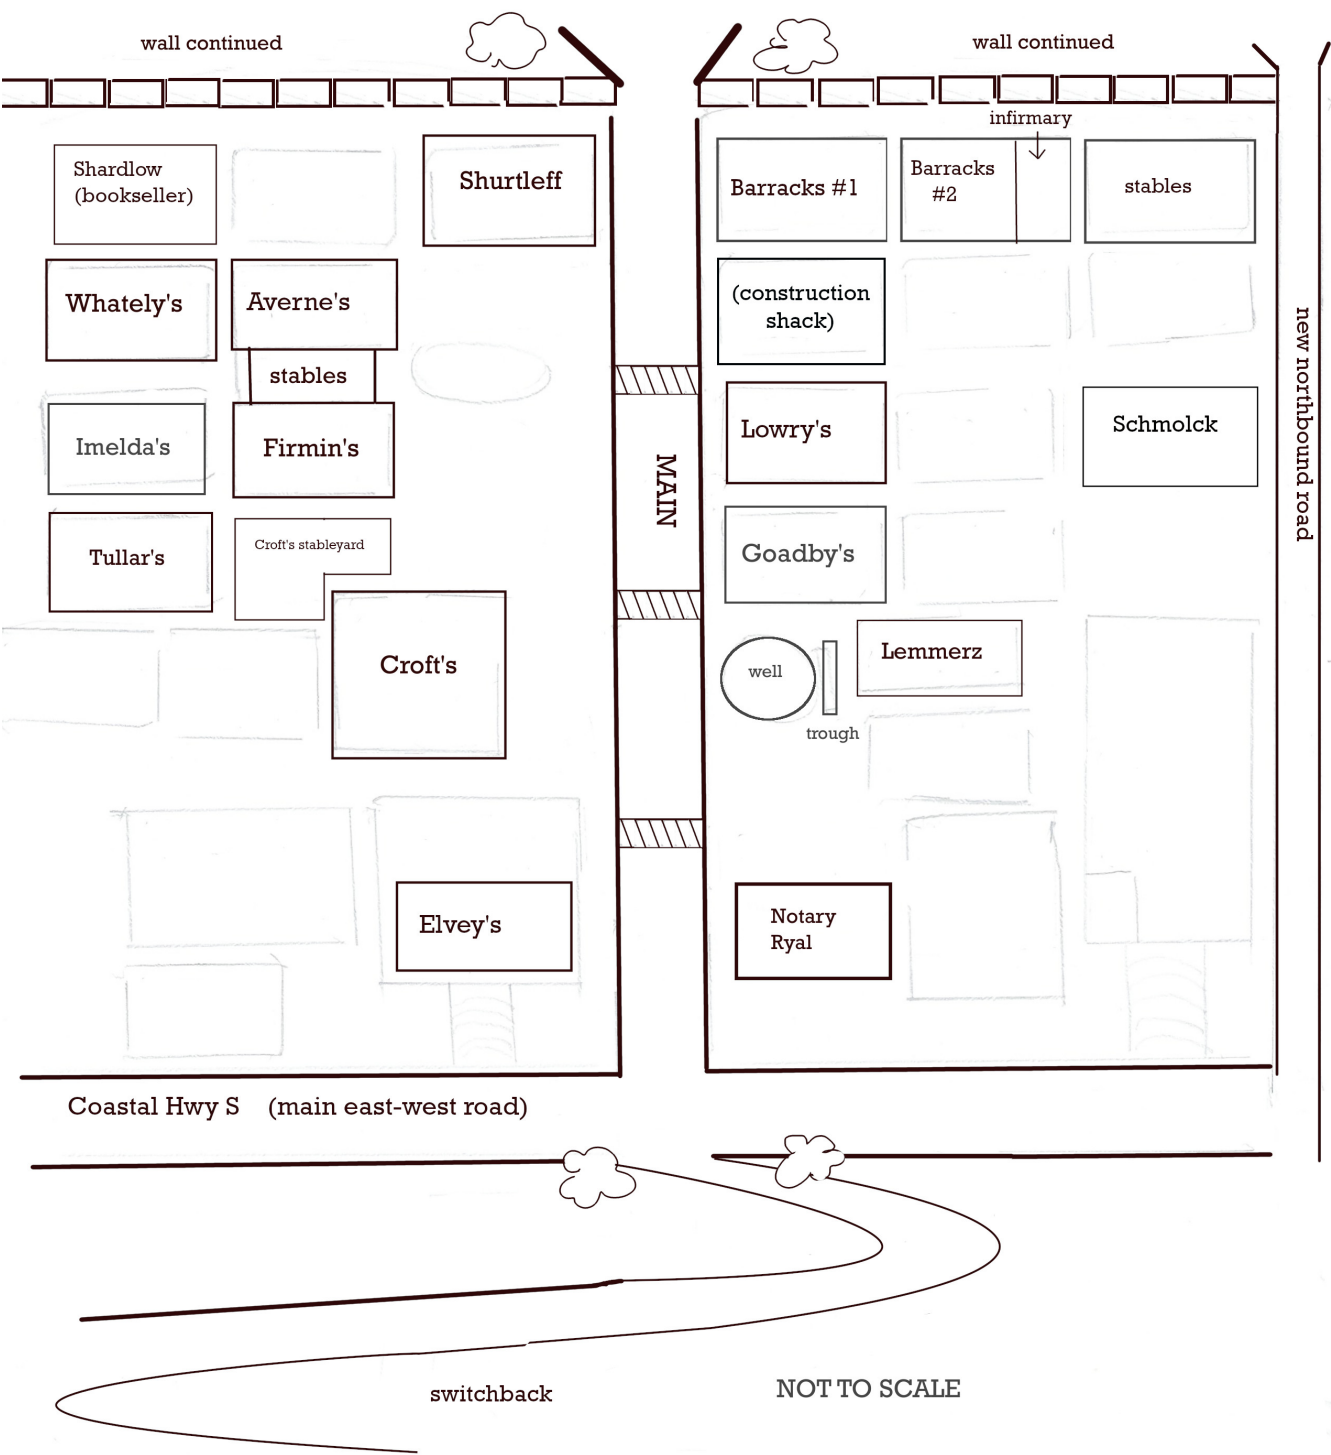 wall continued
wall continued
infirmary
Shardlow
(bookseller)
Shurtleff
Barracks #1
Barracks
#2
stables
Whately's
Averne's
(construction
shack)
stables
new northbound road
Imelda's
Firmin's
MAIN
Lowry's
Schmolck
Tullar's
Croft's stableyard
Goadby's
Croft's
well
trough
Lemmerz
Elvey's
Notary
Ryal
Coastal Hwy S (main east-west road)
switchback
NOT TO SCALE